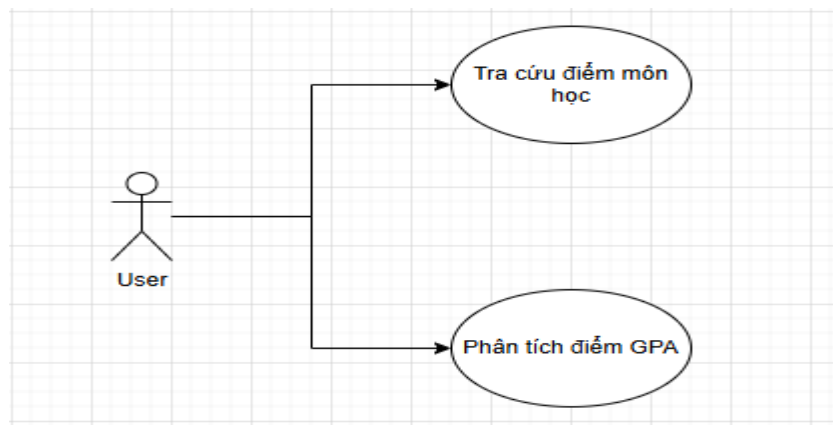 Tra cứu điểm môn
học
User
Phân tích điểm GPA